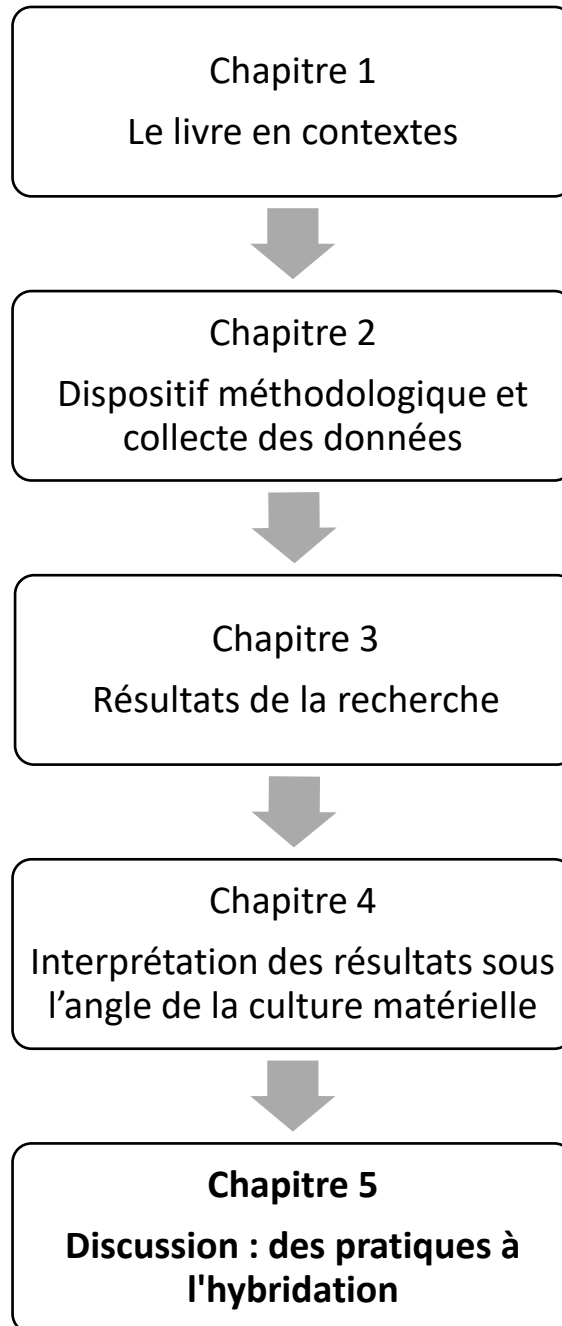 Chapitre 1
Le livre en contextes
Chapitre 2
Dispositif méthodologique et
collecte des données
Chapitre 3
Résultats de la recherche
Chapitre 4
Interprétation des résultats sous
l’angle de la culture matérielle
Chapitre 5
Discussion : des pratiques à
l'hybridation